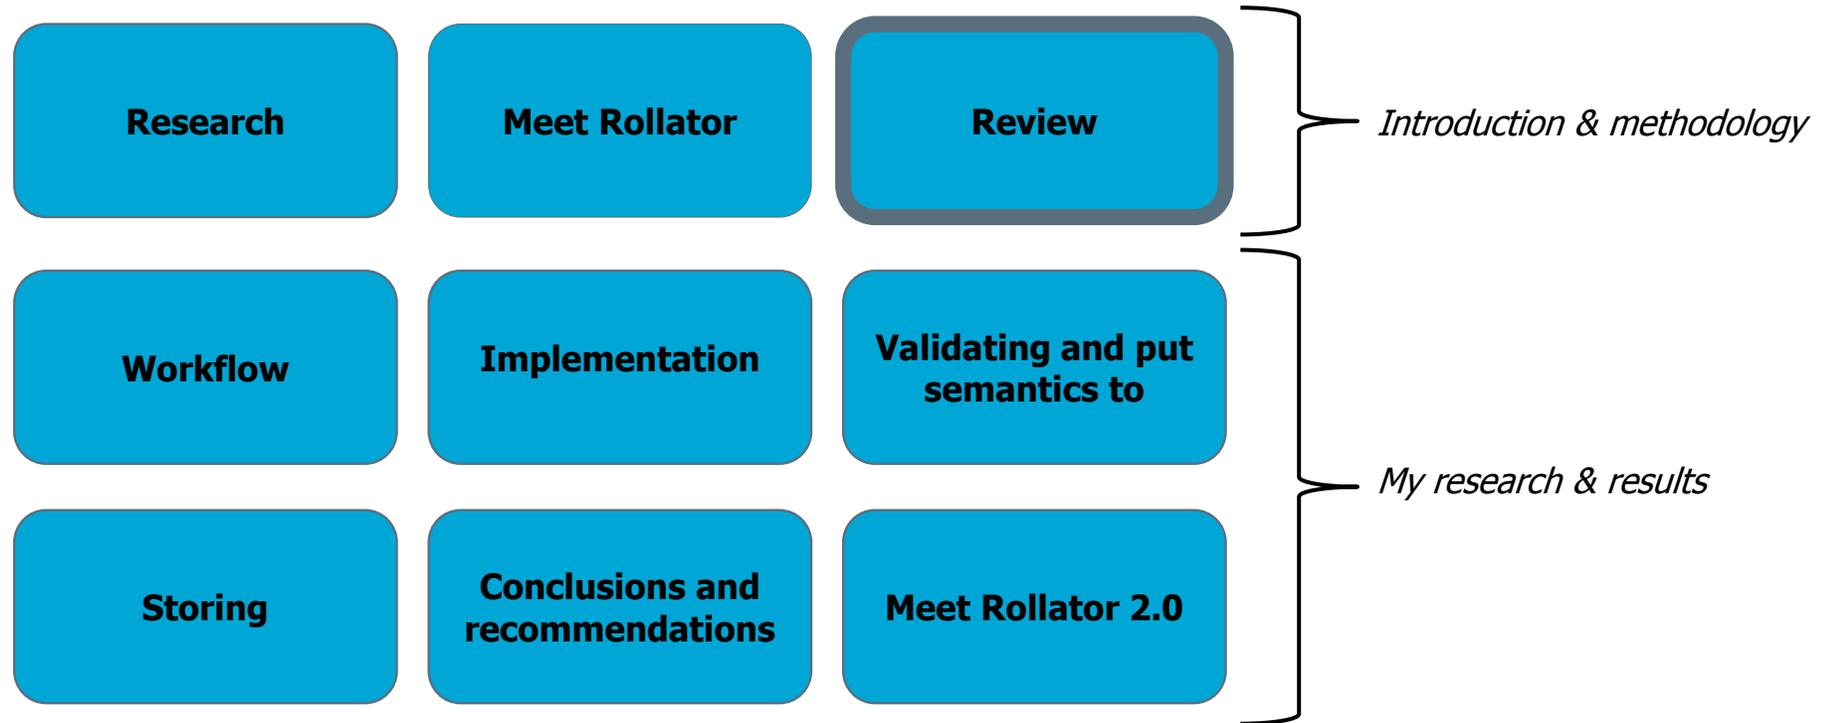 Research
Meet Rollator
Review
Introduction & methodology
Workflow
Implementation
Validating and put
semantics to
My research & results
Storing
Conclusions and
recommendations
Meet Rollator 2.0